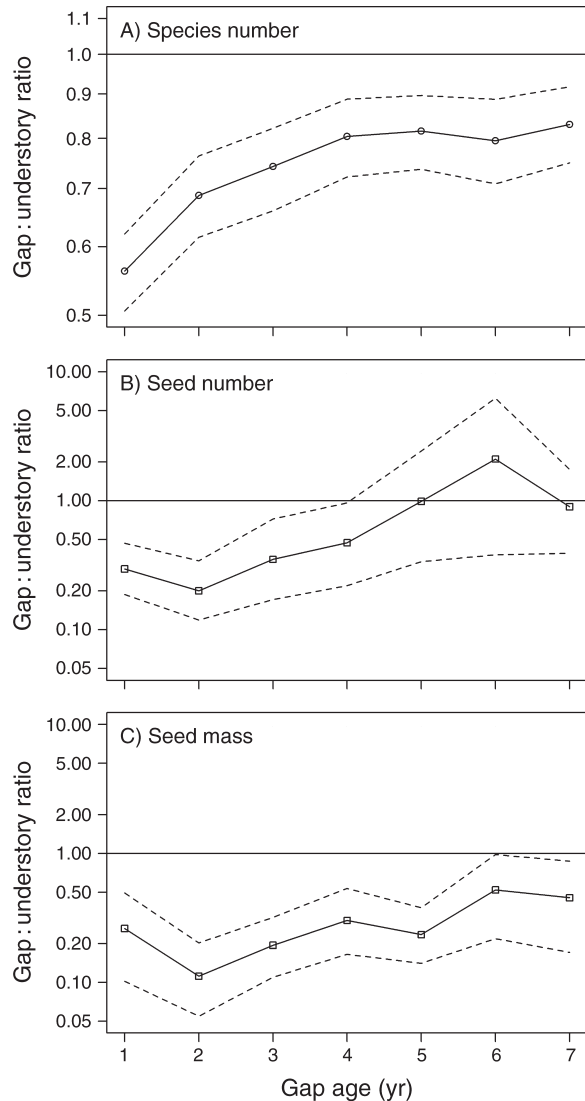 A) Species number
1.1
1.0
0.9
0.8
0.7
0.6
0.5
Gap : understory ratio
B) Seed number
10.00
5.00
2.00
1.00
0.50
0.20
0.10
0.05
Gap : understory ratio
C) Seed mass
10.00
5.00
2.00
1.00
0.50
0.20
0.10
0.05
Gap : understory ratio
1 2 3 4 5 6 7
Gap age (yr)